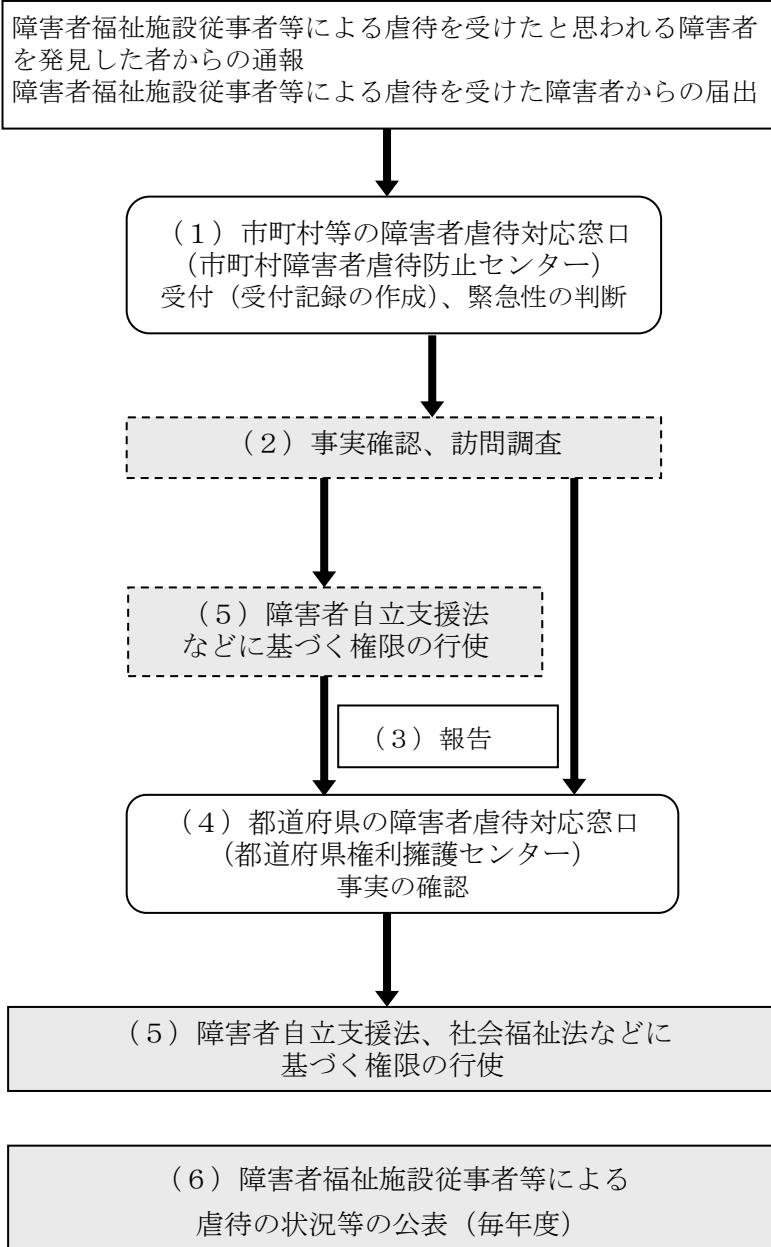 障害者福祉施設従事者等による虐待を受けたと思われる障害者
を発見した者からの通報
障害者福祉施設従事者等による虐待を受けた障害者からの届出
（１）市町村等の障害者虐待対応窓口
（市町村障害者虐待防止センター）
受付（受付記録の作成）、緊急性の判断
（２）事実確認、訪問調査
（５）障害者自立支援法
などに基づく権限の行使
（３）報告
（４）都道府県の障害者虐待対応窓口
（都道府県権利擁護センター）
事実の確認
（５）障害者自立支援法、社会福祉法などに
基づく権限の行使
（６）障害者福祉施設従事者等による
虐待の状況等の公表（毎年度）